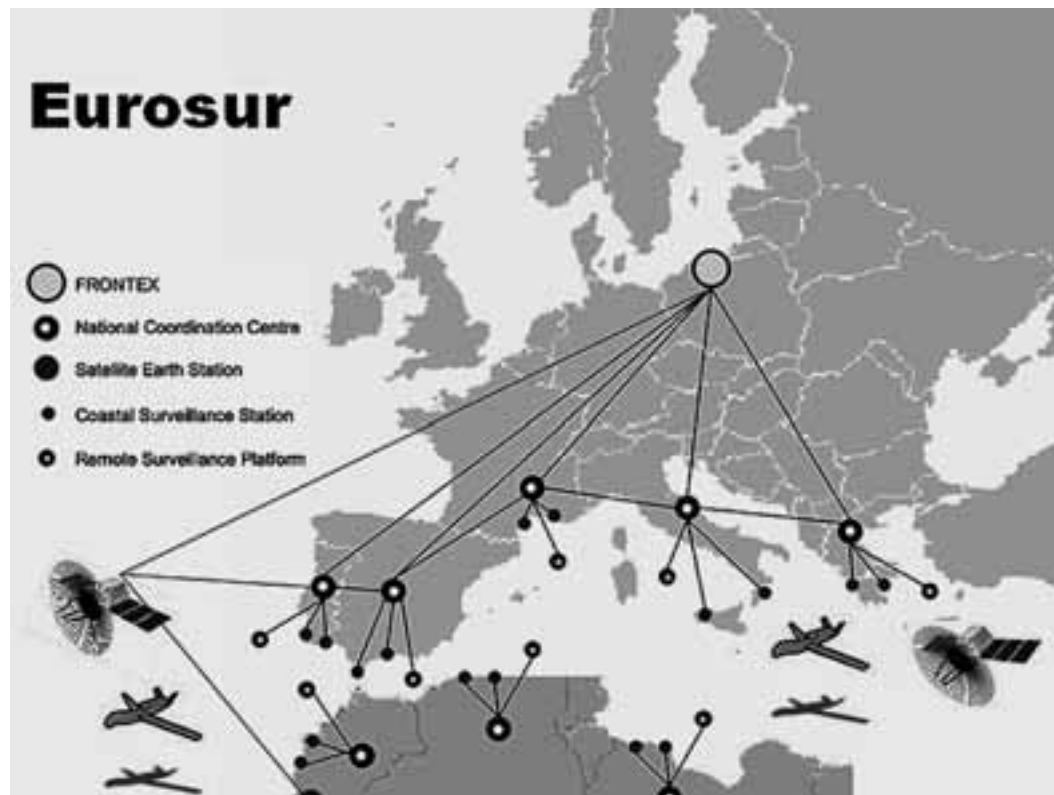 Eurosur
FRONTEX
National Coordination Centre
Satellite Earth Station
Coastal Surveillance Station
Remote Surveillance Platform